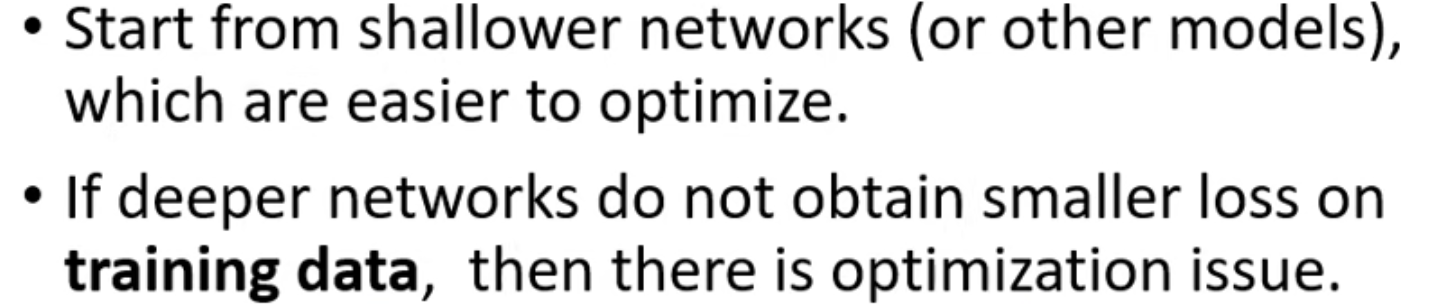 • Start from shallower networks (or other models),
which are easier to optimize.
• If deeper networks do not obtain smaller loss on
training data,  then there is optimization issue.